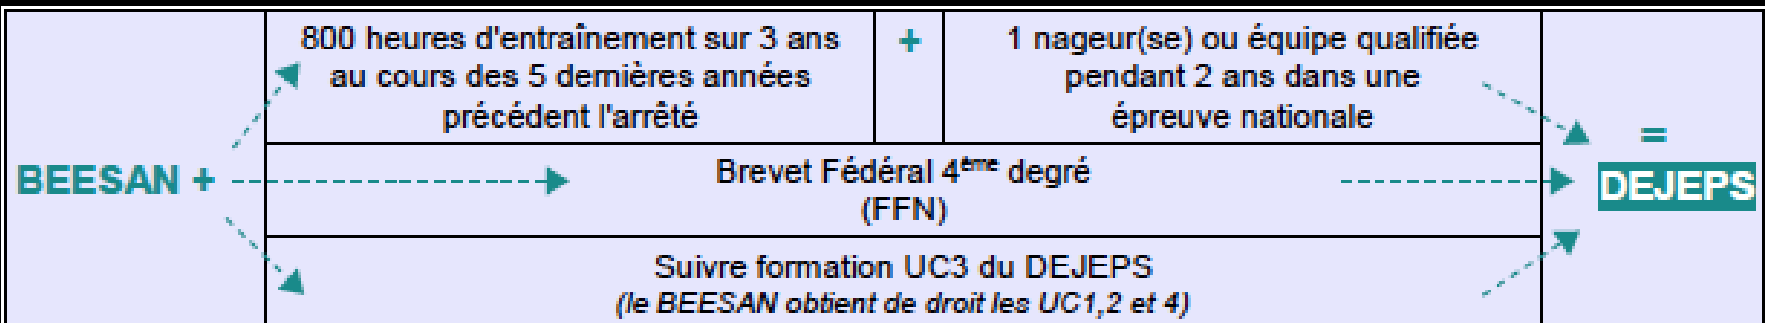 800 heures d'entraînement sur 3 ans
au cours des 5 dernières années
précédent l'arrêté
+
1 nageur(se) ou équipe qualifiée
pendant 2 ans dans une
épreuve nationale
BEESAN +
Brevet Fédéral 4ème degré
(FFN)
=
DEJEPS
Suivre formation UC3 du DEJEPS
(le BEESAN obtient de droit les UC1,2 et 4)